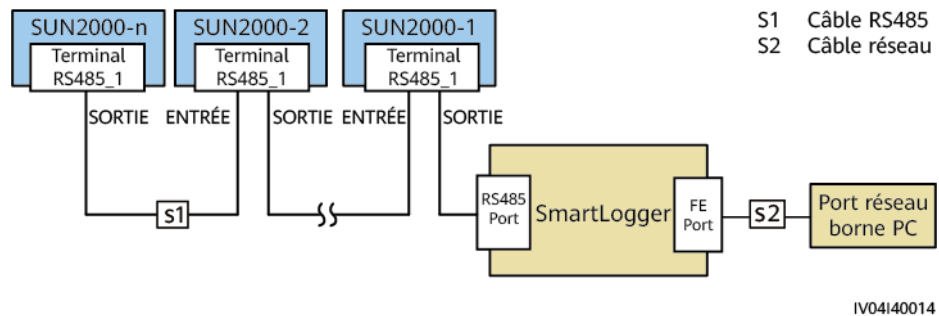 SUN2000-n
Terminal
RS485_1
SUN2000-2
Terminal
RS485_1
SUN2000-1
Terminal
RS485_1
S1 Câble RS485
S2 Câble réseau
SORTIE
ENTRÉE
SORTIE
ENTRÉE
SORTIE
S1
RS485
Port
SmartLogger
FE
Port
S2
Port réseau
borne PC
IV04I40014